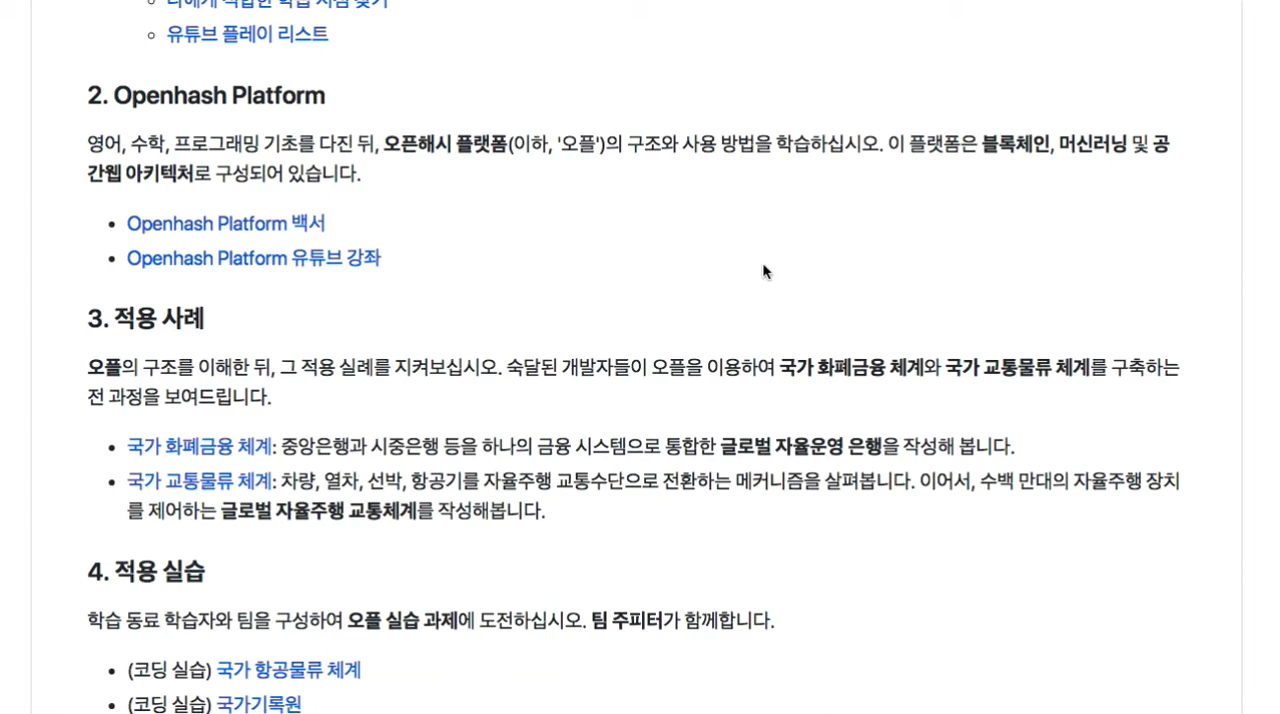 나에게 적합한 학습 지점 찾기
유튜브 플레이 리스트
2. Openhash Platform
영어, 수학, 프로그래밍 기초를 다진 뒤, 오픈해시 플랫폼(이하, '오플')의 구조와 사용 방법을 학습하십시오. 이 플랫폼은 블록체인, 머신러닝 및 공
간웹 아키텍처로 구성되어 있습니다.
Openhash Platform 백서
Openhash Platform 유튜브 강좌
3. 적용 사례
오플의 구조를 이해한 뒤, 그 적용 실례를 지켜보십시오. 숙달된 개발자들이 오플을 이용하여 국가 화폐금융 체계와 국가 교통물류 체계를 구축하는
전 과정을 보여드립니다.
국가 화폐금융 체계: 중앙은행과 시중은행 등을 하나의 금융 시스템으로 통합한 글로벌 자율운영 은행을 작성해 봅니다.
국가 교통물류 체계: 차량, 열차, 선박, 항공기를 자율주행 교통수단으로 전환하는 메커니즘을 살펴봅니다. 이어서, 수백 만대의 자율주행 장치
를 제어하는 글로벌 자율주행 교통체계를 작성해봅니다.
4. 적용 실습
학습 동료 학습자와 팀을 구성하여 오플 실습 과제에 도전하십시오. 팀 주피터가 함께합니다.
(코딩 실습) 국가 항공물류 체계
(코딩 실습) 국가기록원